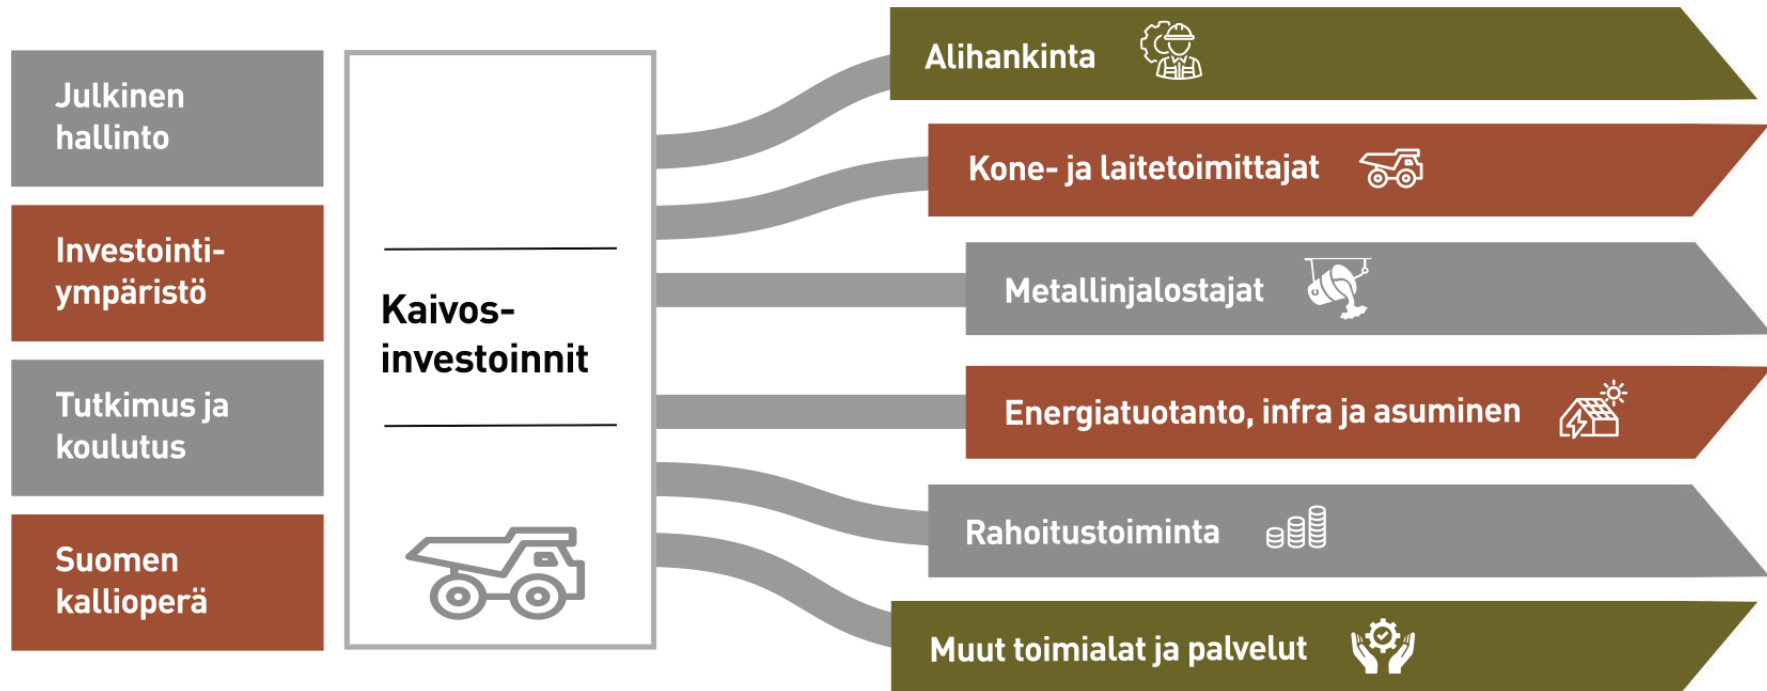 Julkinen
hallinto
Investointi-
ympäristö
Tutkimus ja
koulutus
Suomen
kallioperä
Kaivos-
investoinnit
Alihankinta
Kone- ja laitetoimittajat
Metallinjalostajat
Energiatuotanto, infra ja asuminen
Rahoitustoiminta
Muut toimialat ja palvelut